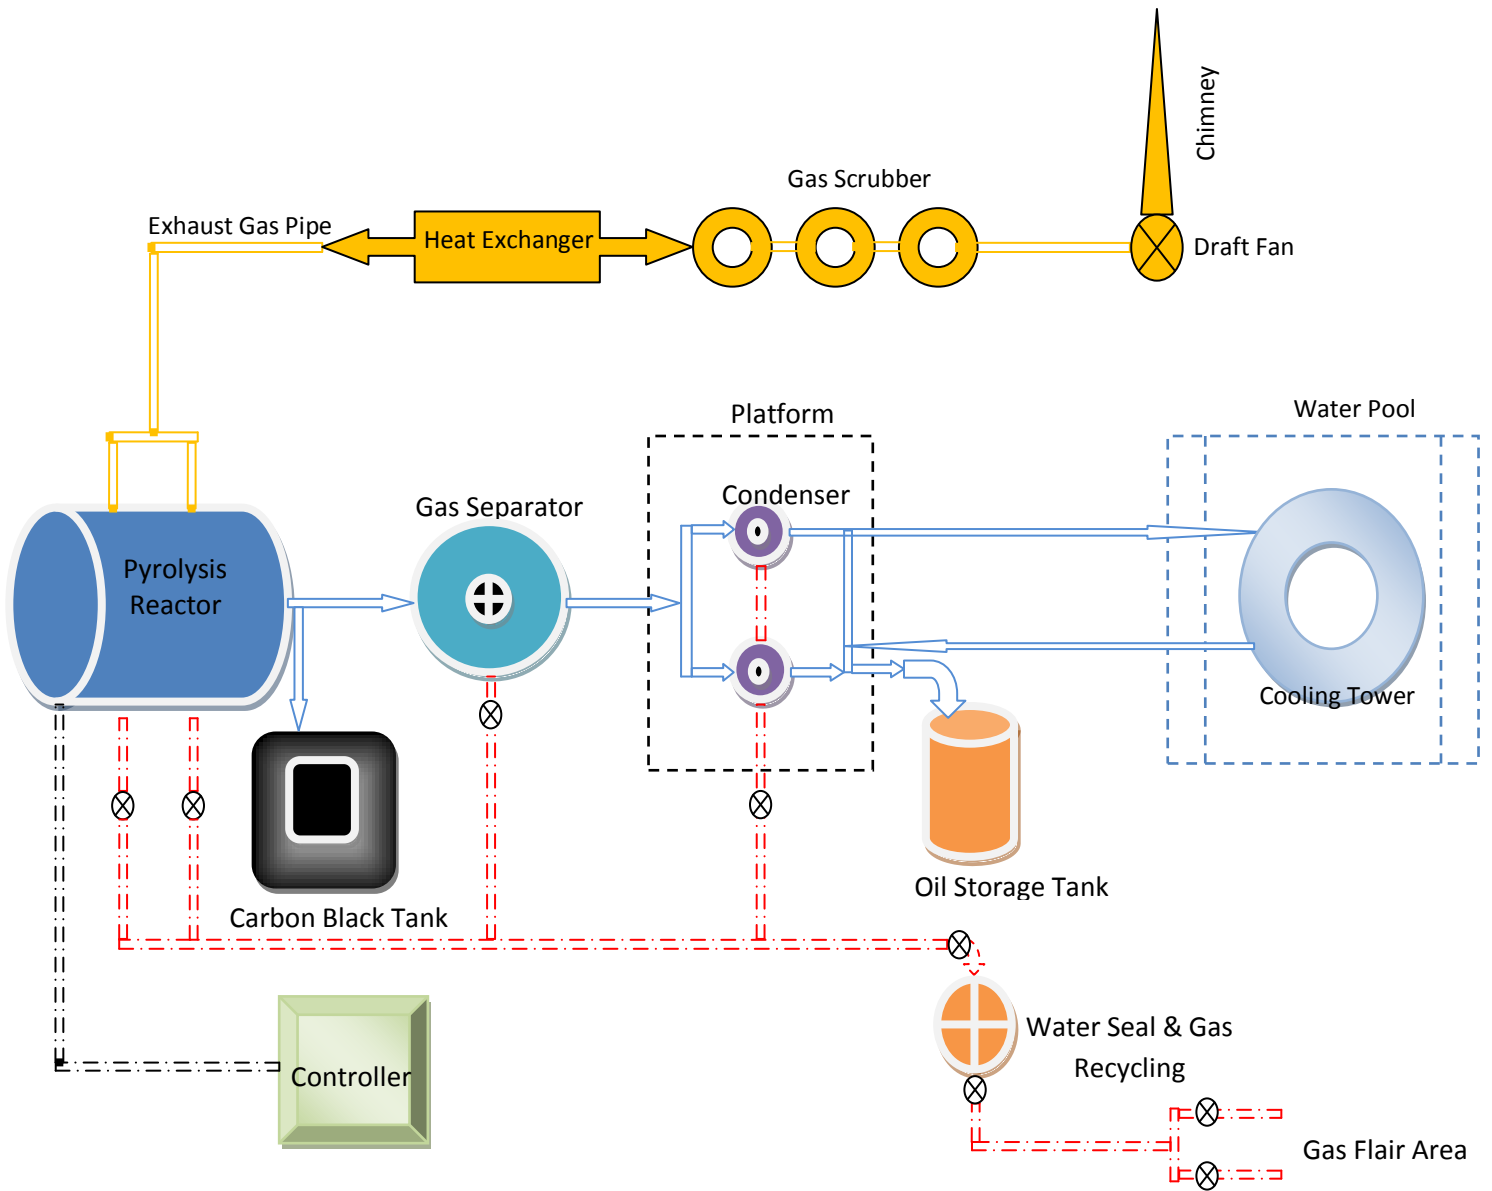 Chimney
Gas Scrubber
Exhaust Gas Pipe
Heat Exchanger
Draft Fan
Water Pool
Platform
Condenser
Gas Separator
Pyrolysis
Reactor
Cooling Tower
Oil Storage Tank
Carbon Black Tank
Water Seal & Gas
Recycling
Controller
Gas Flair Area